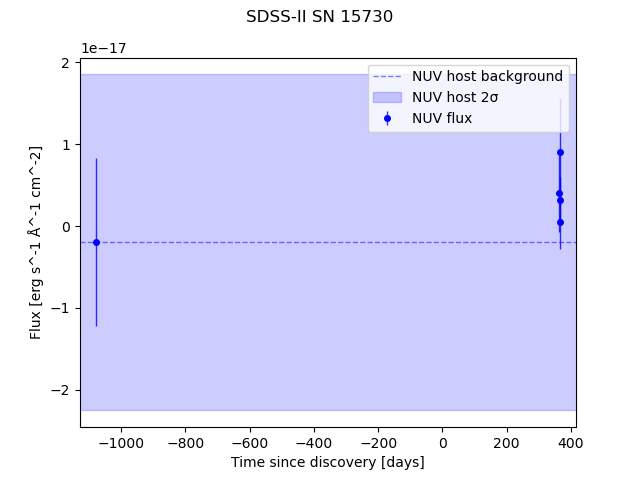 SDSS-II SN 15730
1e−17
NUV host background
NUV host 2σ
NUV flux
2
1
0
−1
−2
Flux [erg s^-1 Å^-1 cm^-2]
−1000 −800 −600 −400 −200 0 200 400
Time since discovery [days]